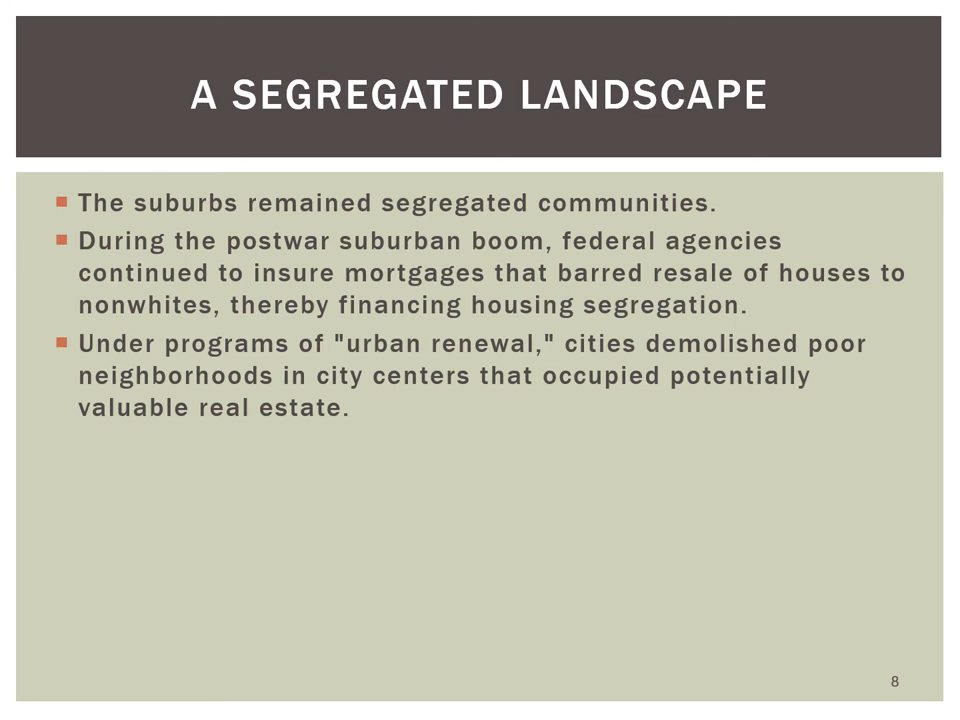 A SEGREGATED LANDSCAPE
The suburbs remained segregated communities.
During the postwar suburban boom, federal agencies
continued to insure mortgages that barred resale of houses to
nonwhites, thereby financing housing segregation.
Under programs of "urban renewal," cities demolished poor
neighborhoods in city centers that occupied potentially
valuable real estate.
8